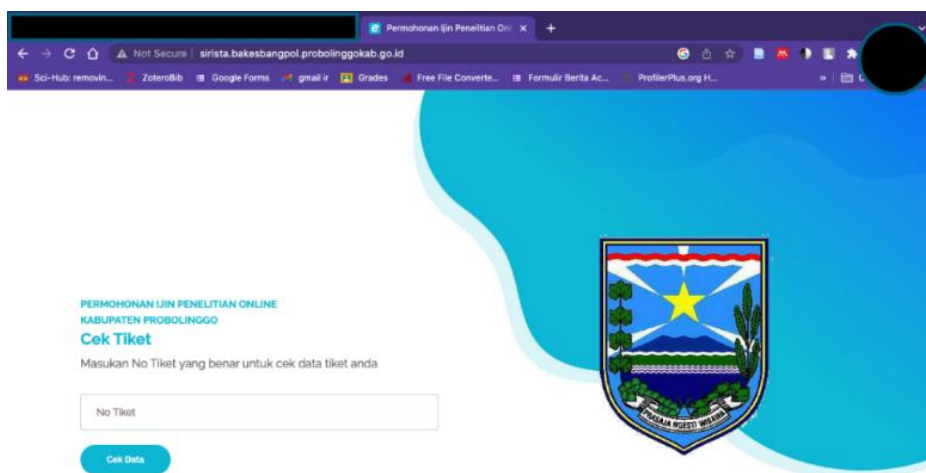 Permohonan Ijin Penelitian Onl
Not Secure sirista.bakesbangpol.probolinggokab.go.id
Sci-Hub: removin... ZoteroBib Google Forms gmail ir Grades Free File Converte... Formulir Berita Ac... ProfilerPlus.org H...
PERMOHONAN IJIN PENELITIAN ONLINE
KABUPATEN PROBOLINGGO
Cek Tiket
Masukan No Tiket yang benar untuk cek data tiket anda
No Tiket
Cek Data
PRASAJA NGESTI WIBAWA